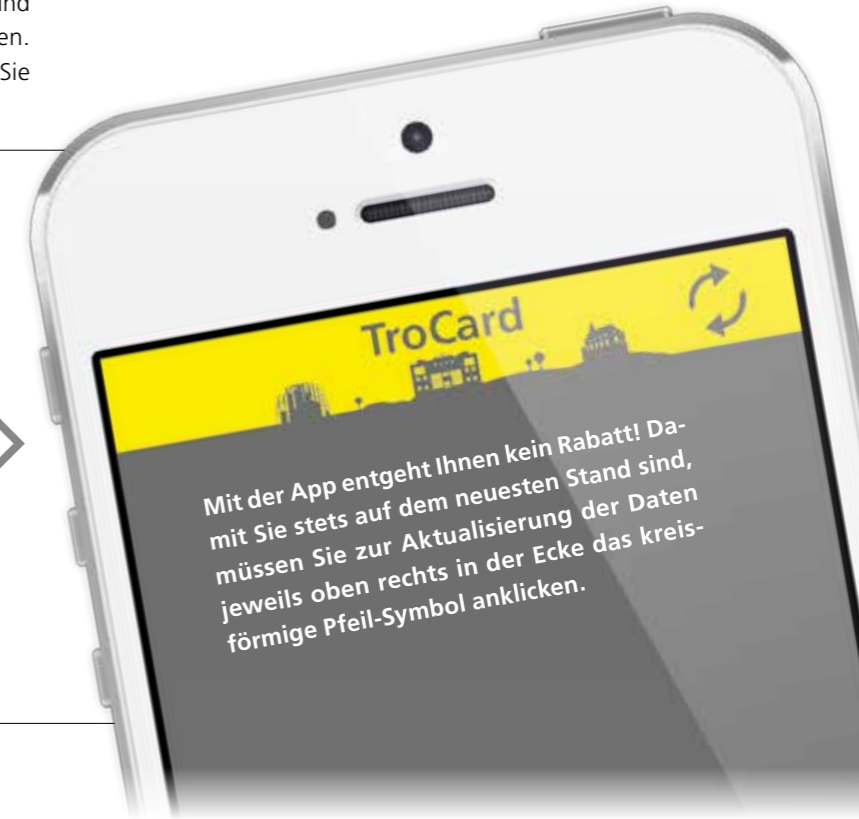 und
en.
Sie
TroCard
Mit der App entgeht Ihnen kein Rabatt! Da-
mit Sie stets auf dem neuesten Stand sind,
müssen Sie zur Aktualisierung der Daten
jeweils oben rechts in der Ecke das kreis-
förmige Pfeil-Symbol anklicken.